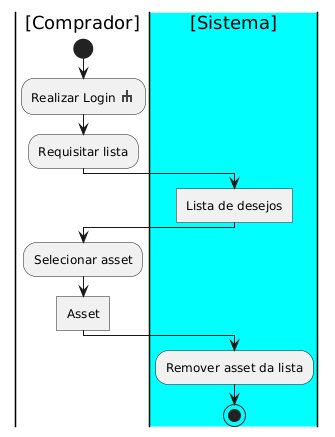 [Comprador] [Sistema]
Realizar Login
Requisitar lista
Lista de desejos
Selecionar asset
Asset
Remover asset da lista